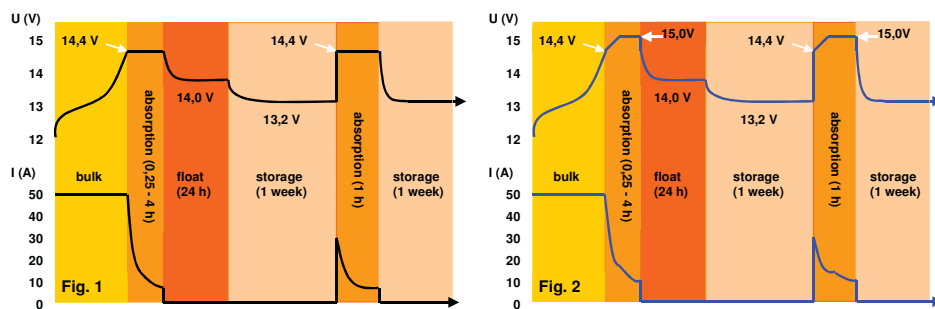 U (V)
15
14
13
12
14,4 V
14,0 V
13,2 V
14,4 V
I (A)
50
40
30
20
10
0
bulk
absorption (0,25 - 4 h)
float
(24 h)
storage
(1 week)
absorption (1 h)
storage
(1 week)
Fig. 1
U (V)
15
14
13
12
14,4 V
15,0V
14,0 V
13,2 V
14,4 V
15,0V
I (A)
50
40
30
20
10
0
bulk
absorption (0,25 - 4 h)
float
(24 h)
storage
(1 week)
absorption (1 h)
storage
(1 week)
Fig. 2